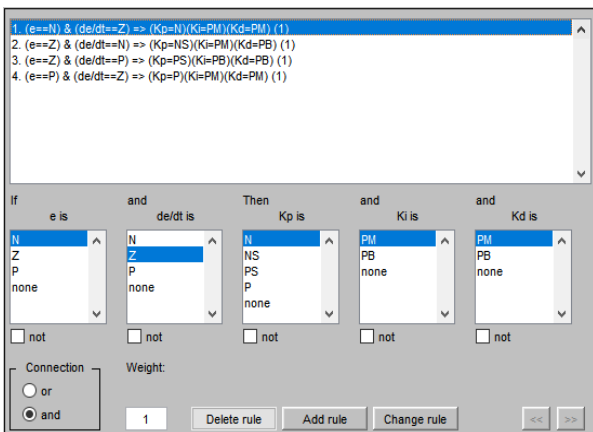 1. (e==N) & (de/dt==Z) => (Kp=N)(Ki=PM)(Kd=PM) (1)
2. (e==Z) & (de/dt==N) => (Kp=NS)(Ki=PM)(Kd=PB) (1)
3. (e==Z) & (de/dt==P) => (Kp=PS)(Ki=PB)(Kd=PB) (1)
4. (e==P) & (de/dt==Z) => (Kp=P)(Ki=PM)(Kd=PM) (1)
If and Then and and
e is de/dt is Kp is Ki is Kd is
N N N PM PM
Z Z NS PB PB
P P PS none none
none none P
none
not not not not not
Connection Weight:
or
and 1 Delete rule Add rule Change rule << >>